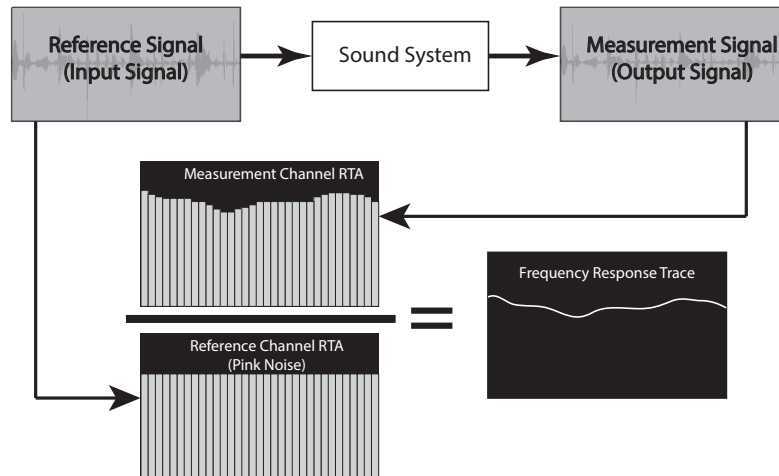 Reference Signal
(Input Signal)
Sound System
Measurement Signal
(Output Signal)
Measurement Channel RTA
Frequency Response Trace
=
Reference Channel RTA
(Pink Noise)